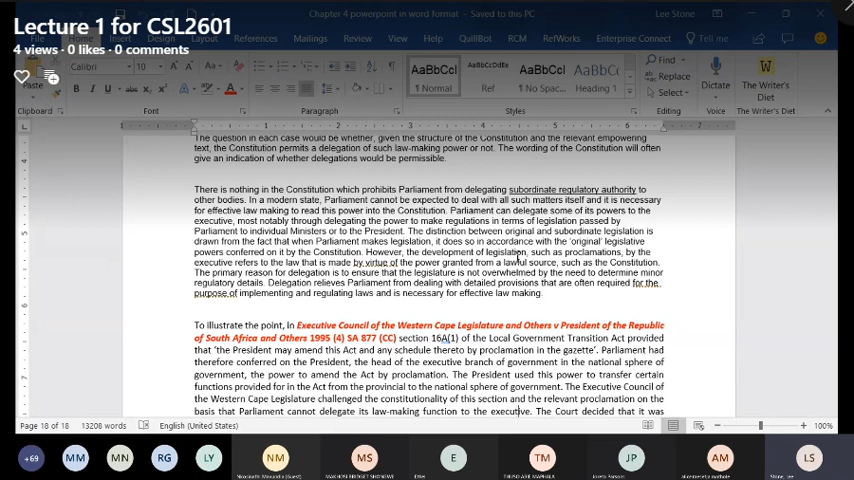 Chapter 4 powerpoint in word format - Saved to this PC
Lee Stone
Lecture 1 for CSL2601
4 views · 0 likes · 0 comments
Layout References Mailings Review View Help QuillBot RCM RefWorks Enterprise Connect Tell me
Paste
Calibri 10
B I U
AaBbCcI AaBbCcDdEe AaBbCcI AaBbCc
¶ Normal Ref ¶ No Spac... Heading 1
Find
Replace
Select
Dictate
The Writer's
Diet
Clipboard Font Paragraph Styles Editing Voice The Writer's Diet
The question in each case would be whether, given the structure of the Constitution and the relevant empowering
text, the Constitution permits a delegation of such law-making power or not. The wording of the Constitution will often
give an indication of whether delegations would be permissible.
There is nothing in the Constitution which prohibits Parliament from delegating subordinate regulatory authority to
other bodies. In a modern state, Parliament cannot be expected to deal with all such matters itself and it is necessary
for effective law making to read this power into the Constitution. Parliament can delegate some of its powers to the
executive, most notably through delegating the power to make regulations in terms of legislation passed by
Parliament to individual Ministers or to the President. The distinction between original and subordinate legislation is
drawn from the fact that when Parliament makes legislation, it does so in accordance with the 'original' legislative
powers conferred on it by the Constitution. However, the development of legislation, such as proclamations, by the
executive refers to the law that is made by virtue of the power granted from a lawful source, such as the Constitution.
The primary reason for delegation is to ensure that the legislature is not overwhelmed by the need to determine minor
regulatory details. Delegation relieves Parliament from dealing with detailed provisions that are often required for the
purpose of implementing and regulating laws and is necessary for effective law making.
To illustrate the point, in Executive Council of the Western Cape Legislature and Others v President of the Republic
of South Africa and Others 1995 (4) SA 877 (CC) section 16A(1) of the Local Government Transition Act provided
that 'the President may amend this Act and any schedule thereto by proclamation in the gazette'. Parliament had
therefore conferred on the President, the head of the executive branch of government in the national sphere of
government, the power to amend the Act by proclamation. The President used this power to transfer certain
functions provided for in the Act from the provincial to the national sphere of government. The Executive Council of
the Western Cape Legislature challenged the constitutionality of this section and the relevant proclamation on the
basis that Parliament cannot delegate its law-making function to the executive. The Court decided that it was
Page 18 of 18 13208 words English (United States) 100%
+69 MM MN RG LY NM MS E TM JP AM LS
MAKHOSI BRIDGET SHONGWE
Ethel
THUSO ABIE MAPHALA
Joneto Parsons
Shone, Lee